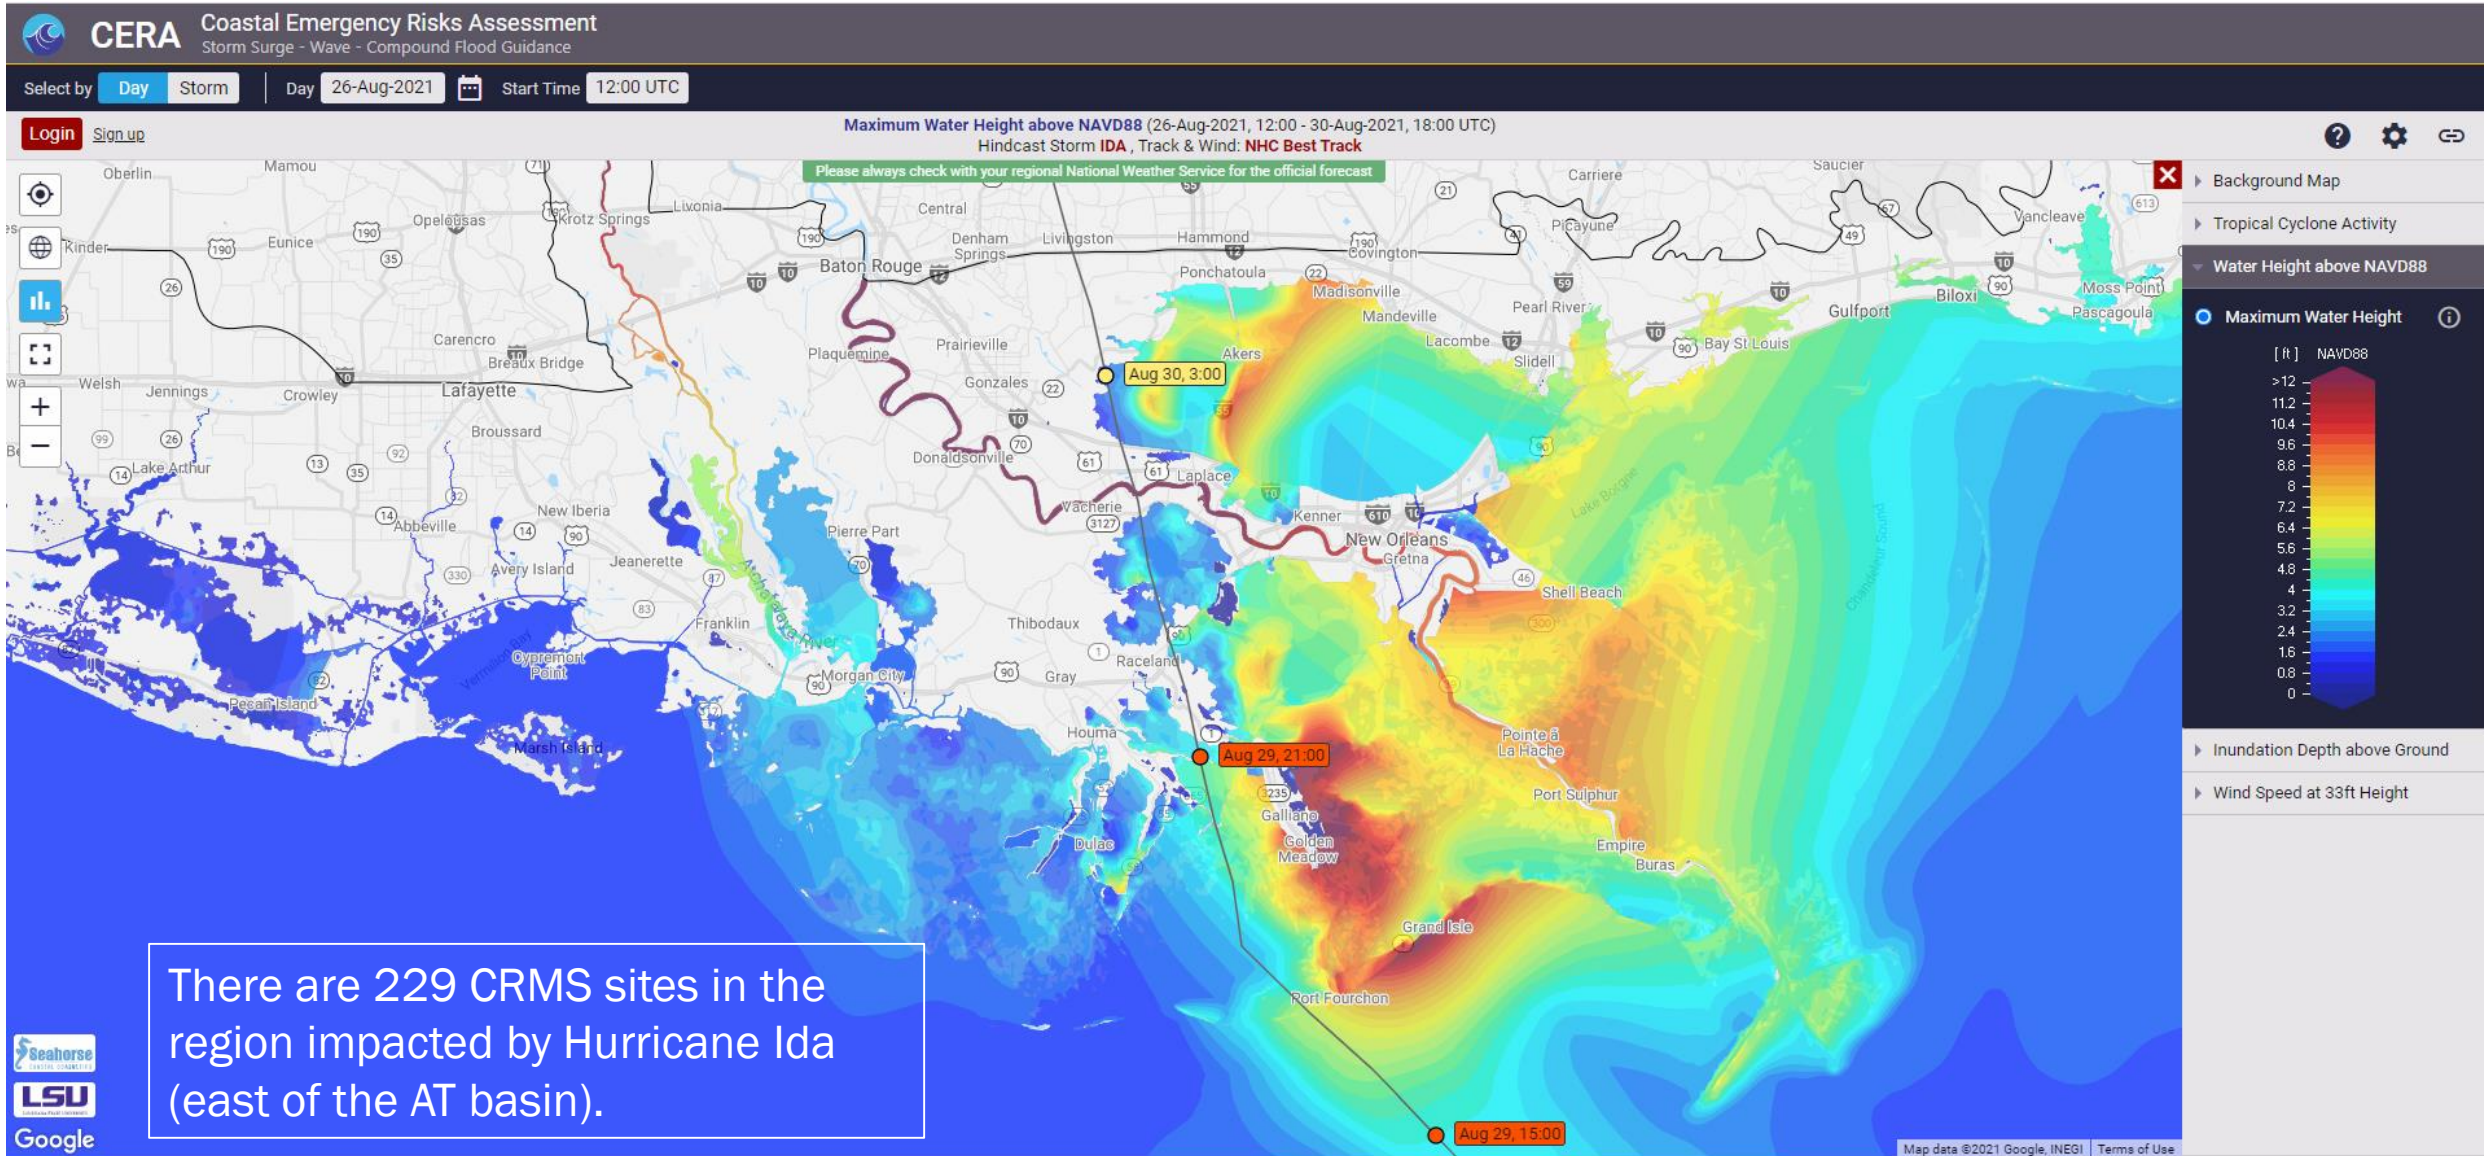 CERA
Coastal Emergency Risks Assessment
Storm Surge - Wave - Compound Flood Guidance
Select by Day Storm Day 26-Aug-2021 Start Time 12:00 UTC
Login Sign up
Maximum Water Height above NAVD88 (26-Aug-2021, 12:00 - 30-Aug-2021, 18:00 UTC)
Hindcast Storm IDA , Track & Wind: NHC Best Track
Please always check with your regional National Weather Service for the official forecast
Background Map
Tropical Cyclone Activity
Water Height above NAVD88
Maximum Water Height
[ ft ] NAVD88
>12
11.2
10.4
9.6
8.8
8
7.2
6.4
5.6
4.8
4
3.2
2.4
1.6
0.8
0
Inundation Depth above Ground
Wind Speed at 33ft Height
Oberlin
Mamou
Opelousas
Krotz Springs
Livonia
Central
Carriere
Saucier
Kinder
Eunice
Baton Rouge
Denham
Springs
Livingston
Hammond
Covington
Picayune
Vancleave
Ponchatoula
Madisonville
Mandeville
Pearl River
Gulfport
Biloxi
Moss Point
Pascagoula
Carencro
Breaux Bridge
Plaquemine
Prairieville
Akers
Lacombe
Slidell
Bay St Louis
Welsh
Jennings
Crowley
Lafayette
Gonzales
Aug 30, 3:00
Broussard
Donaldsonville
Laplace
Lake Arthur
Abbeville
New Iberia
Vacherie
Kenner
New Orleans
Gretna
Lake Borgne
Chandeleur Sound
Pierre Part
Avery Island
Jeanerette
Atchafalaya River
Shell Beach
Franklin
Thibodaux
Vermilion Bay
Cypremort
Point
Raceland
Morgan City
Gray
Pecan Island
Marsh Island
Houma
Aug 29, 21:00
Pointe à
La Hache
Galliano
Golden
Meadow
Port Sulphur
Dulac
Empire
Buras
Grand Isle
Port Fourchon
Aug 29, 15:00
There are 229 CRMS sites in the
region impacted by Hurricane Ida
(east of the AT basin).
Seahorse
LSU
Google
Map data ©2021 Google, INEGI Terms of Use